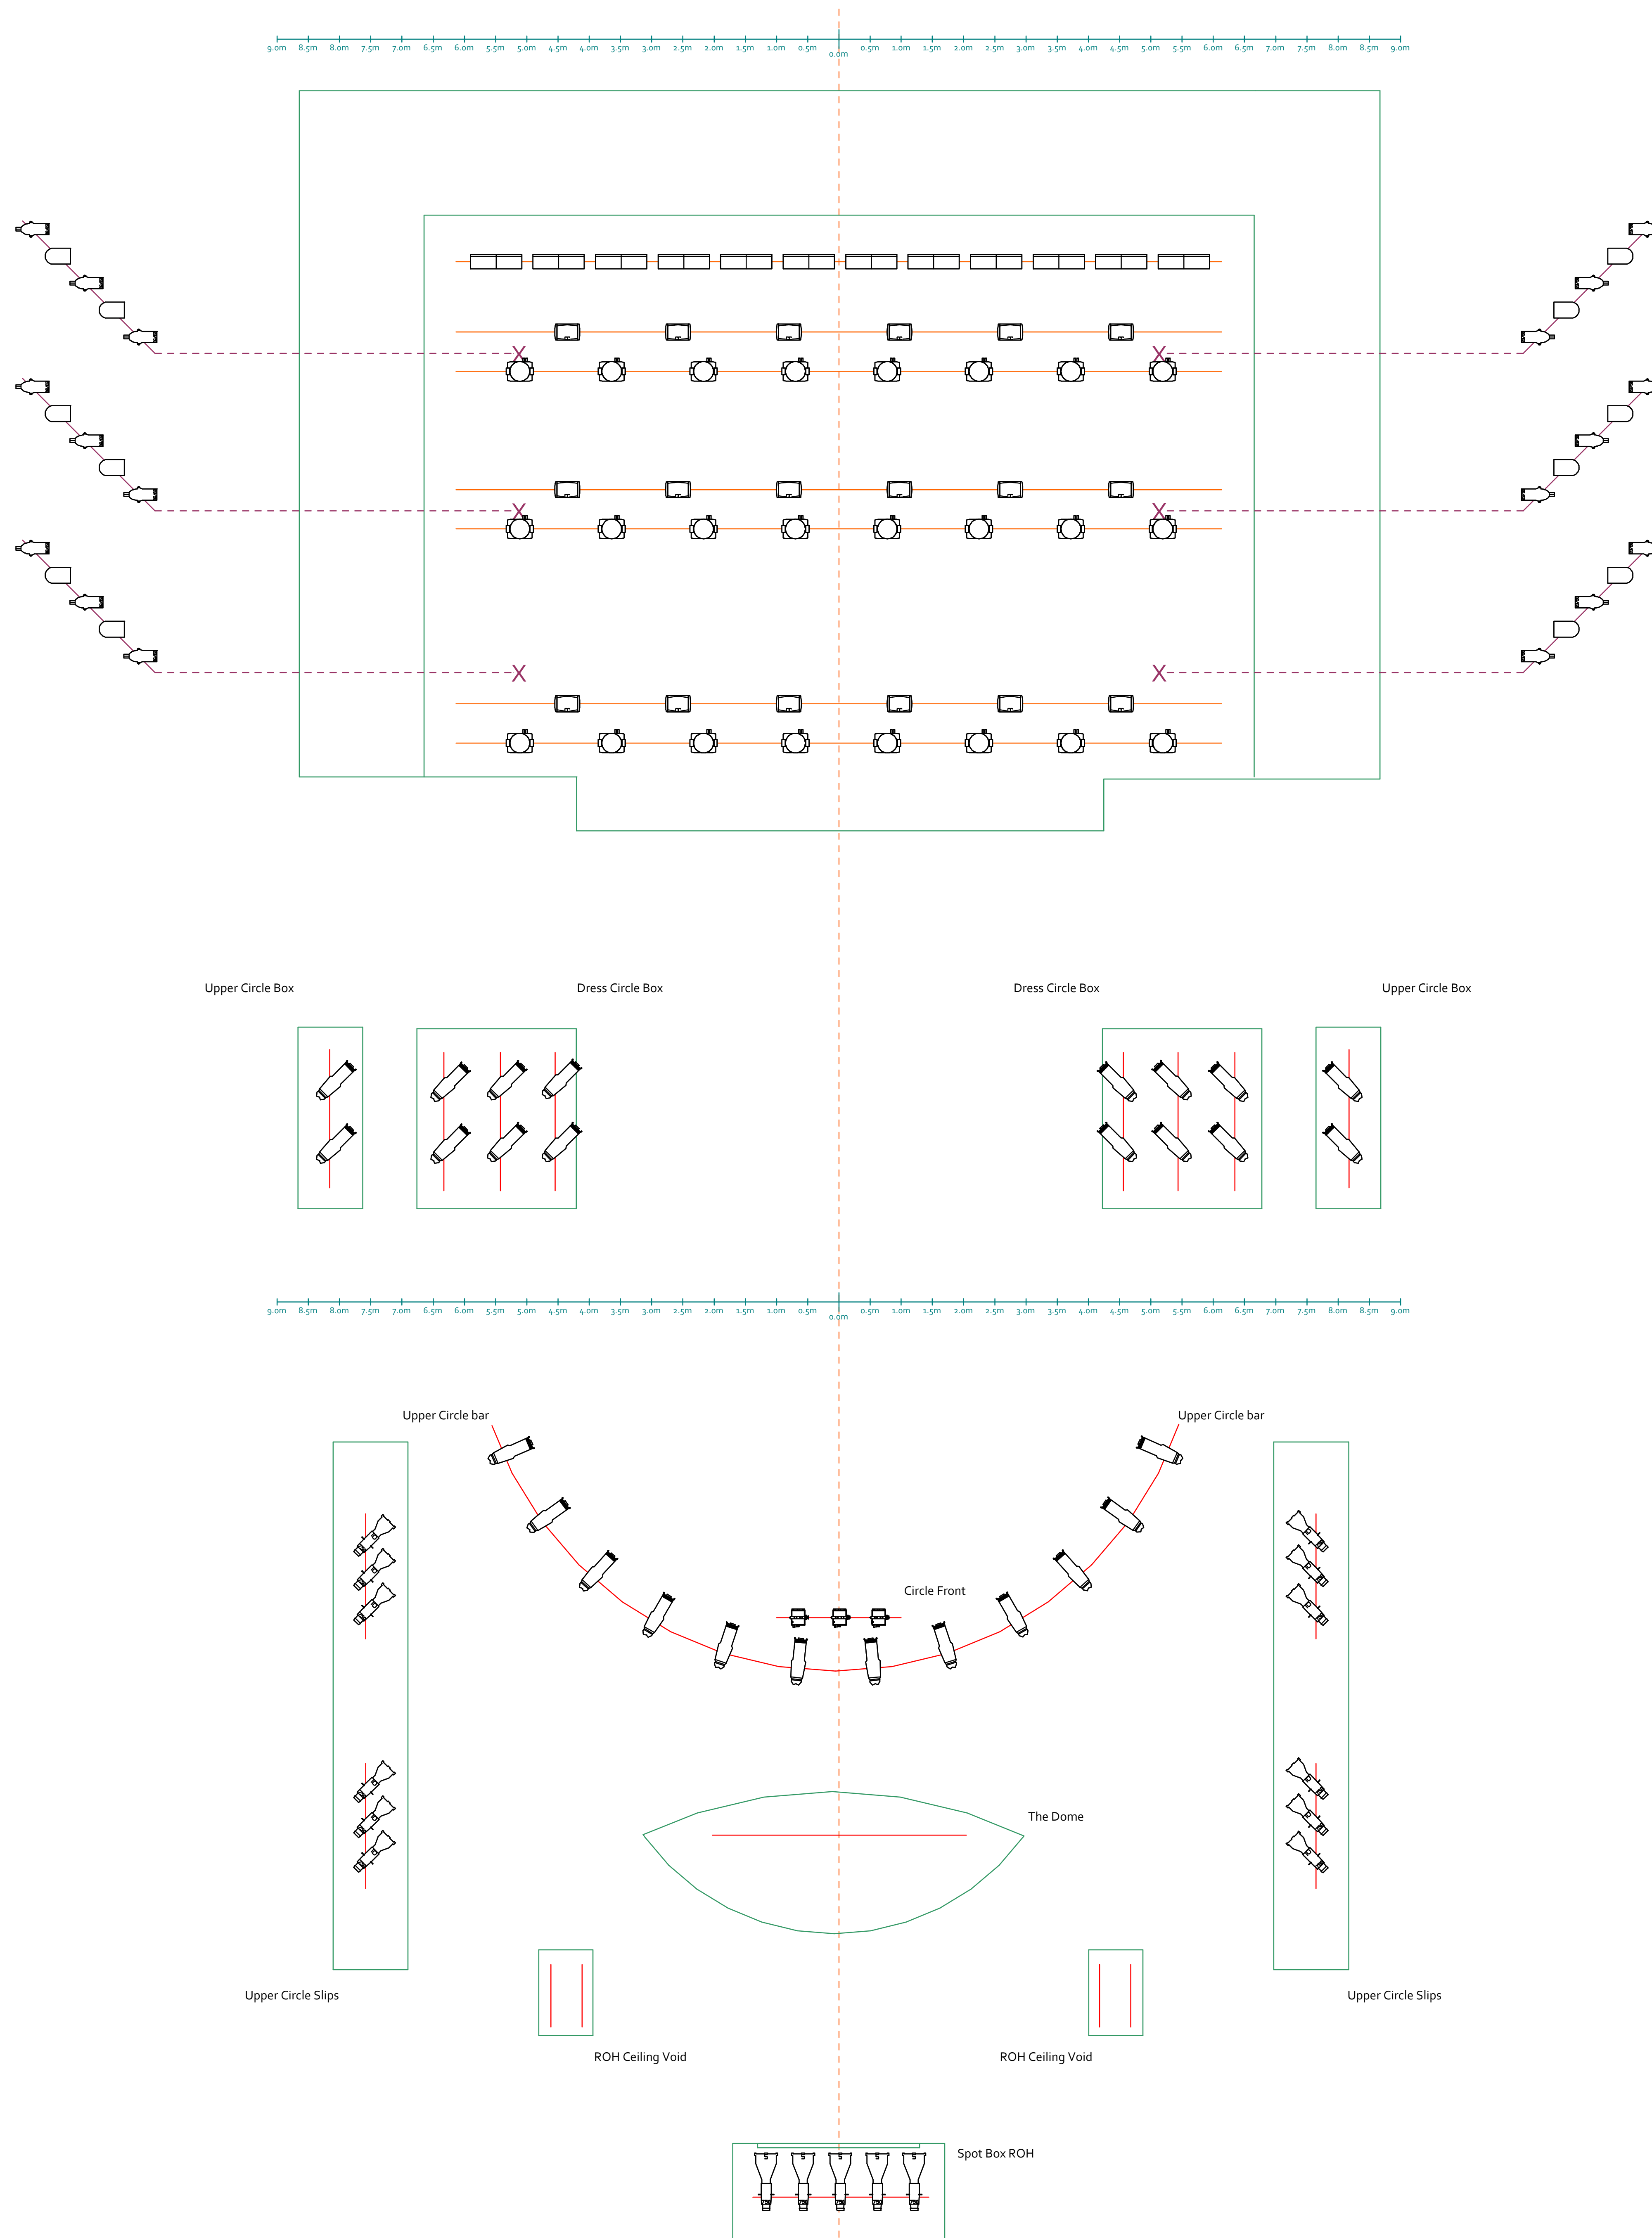 9.0m 8.5m 8.0m 7.5m 7.0m 6.5m 6.0m 5.5m 5.0m 4.5m 4.0m 3.5m 3.0m 2.5m 2.0m 1.5m 1.0m 0.5m 0.0m 0.5m 1.0m 1.5m 2.0m 2.5m 3.0m 3.5m 4.0m 4.5m 5.0m 5.5m 6.0m 6.5m 7.0m 7.5m 8.0m 8.5m 9.0m
X X
X X
X X
Upper Circle Box Dress Circle Box Dress Circle Box Upper Circle Box
9.0m 8.5m 8.0m 7.5m 7.0m 6.5m 6.0m 5.5m 5.0m 4.5m 4.0m 3.5m 3.0m 2.5m 2.0m 1.5m 1.0m 0.5m 0.0m 0.5m 1.0m 1.5m 2.0m 2.5m 3.0m 3.5m 4.0m 4.5m 5.0m 5.5m 6.0m 6.5m 7.0m 7.5m 8.0m 8.5m 9.0m
Upper Circle bar Upper Circle bar
Circle Front
The Dome
Upper Circle Slips Upper Circle Slips
ROH Ceiling Void ROH Ceiling Void
Spot Box ROH
5 5 5 5 5